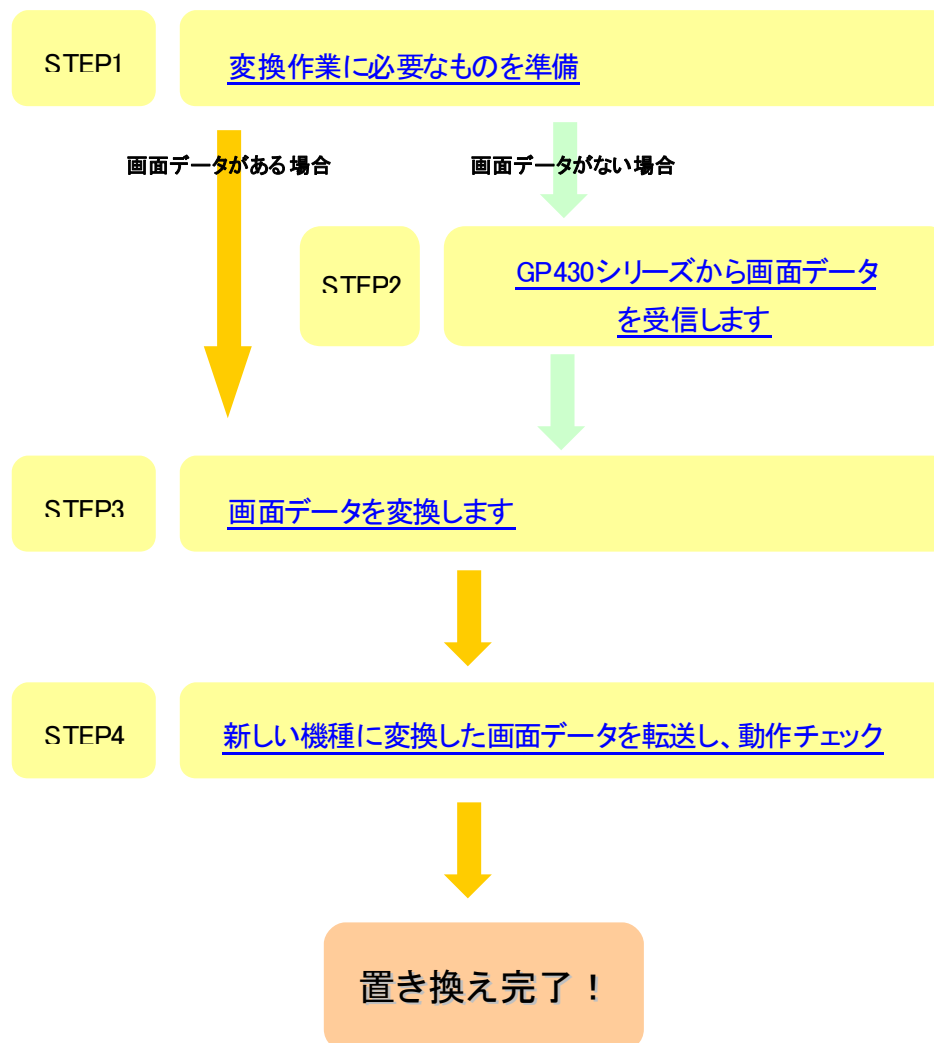 STEP1
変換作業に必要なものを準備
画面データがある場合
画面データがない場合
STEP2
GP430シリーズから画面データ
を受信します
STEP3
画面データを変換します
STEP4
新しい機種に変換した画面データを転送し、動作チェック
置き換え完了！